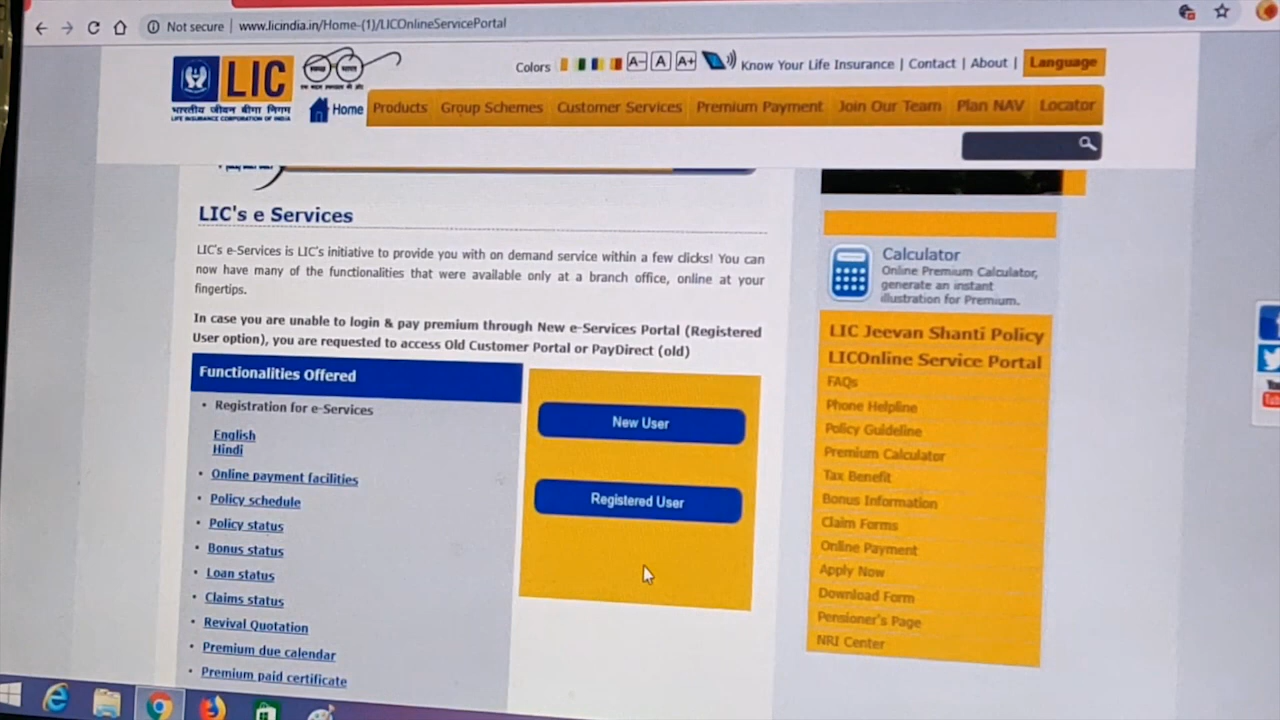 Not secure | www.licindia.in/Home-(1)/LICOnlineServicePortal
LIC
भारतीय जीवन बीमा निगम
LIFE INSURANCE CORPORATION OF INDIA
Colors A- A A+ Know Your Life Insurance | Contact | About | Language
Home Products Group Schemes Customer Services Premium Payment Join Our Team Plan NAV Locator
LIC's e Services
LIC's e-Services is LIC's initiative to provide you with on demand service within a few clicks! You can
now have many of the functionalities that were available only at a branch office, online at your
fingertips.
In case you are unable to login & pay premium through New e-Services Portal (Registered
User option), you are requested to access Old Customer Portal or PayDirect (old)
Functionalities Offered
• Registration for e-Services
English
Hindi
• Online payment facilities
• Policy schedule
• Policy status
• Bonus status
• Loan status
• Claims status
• Revival Quotation
• Premium due calendar
• Premium paid certificate
New User
Registered User
Calculator
Online Premium Calculator,
generate an instant
illustration for Premium.
LIC Jeevan Shanti Policy
LICOnline Service Portal
FAQs
Phone Helpline
Policy Guideline
Premium Calculator
Tax Benefit
Bonus Information
Claim Forms
Online Payment
Apply Now
Download Form
Pensioner's Page
NRI Center